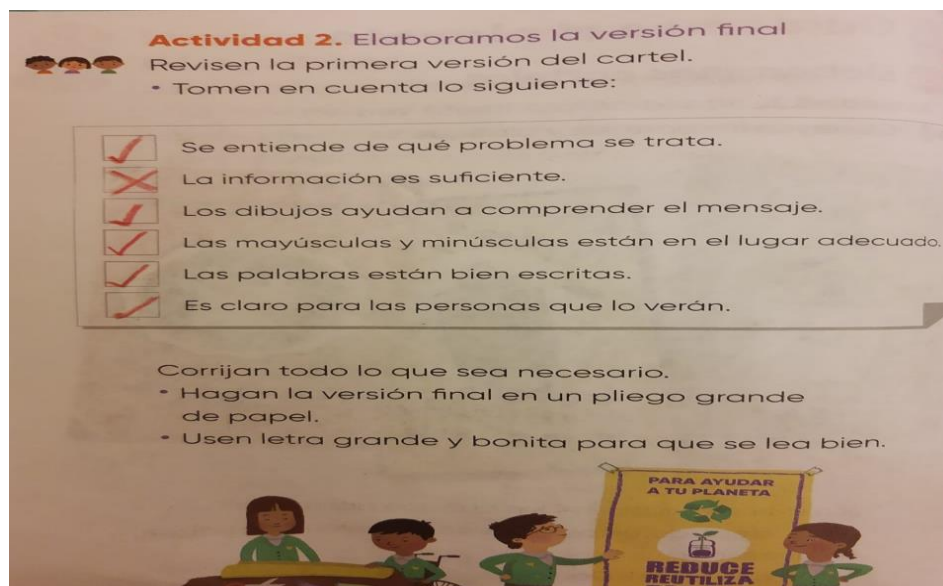 Actividad 2. Elaboramos la versión final
Revisen la primera versión del cartel.
• Tomen en cuenta lo siguiente:
Se entiende de qué problema se trata.
La información es suficiente.
Los dibujos ayudan a comprender el mensaje.
Las mayúsculas y minúsculas están en el lugar adecuado.
Las palabras están bien escritas.
Es claro para las personas que lo verán.
Corrijan todo lo que sea necesario.
• Hagan la versión final en un pliego grande
de papel.
• Usen letra grande y bonita para que se lea bien.
PARA AYUDAR
A TU PLANETA
REDUCE
REUTILIZA